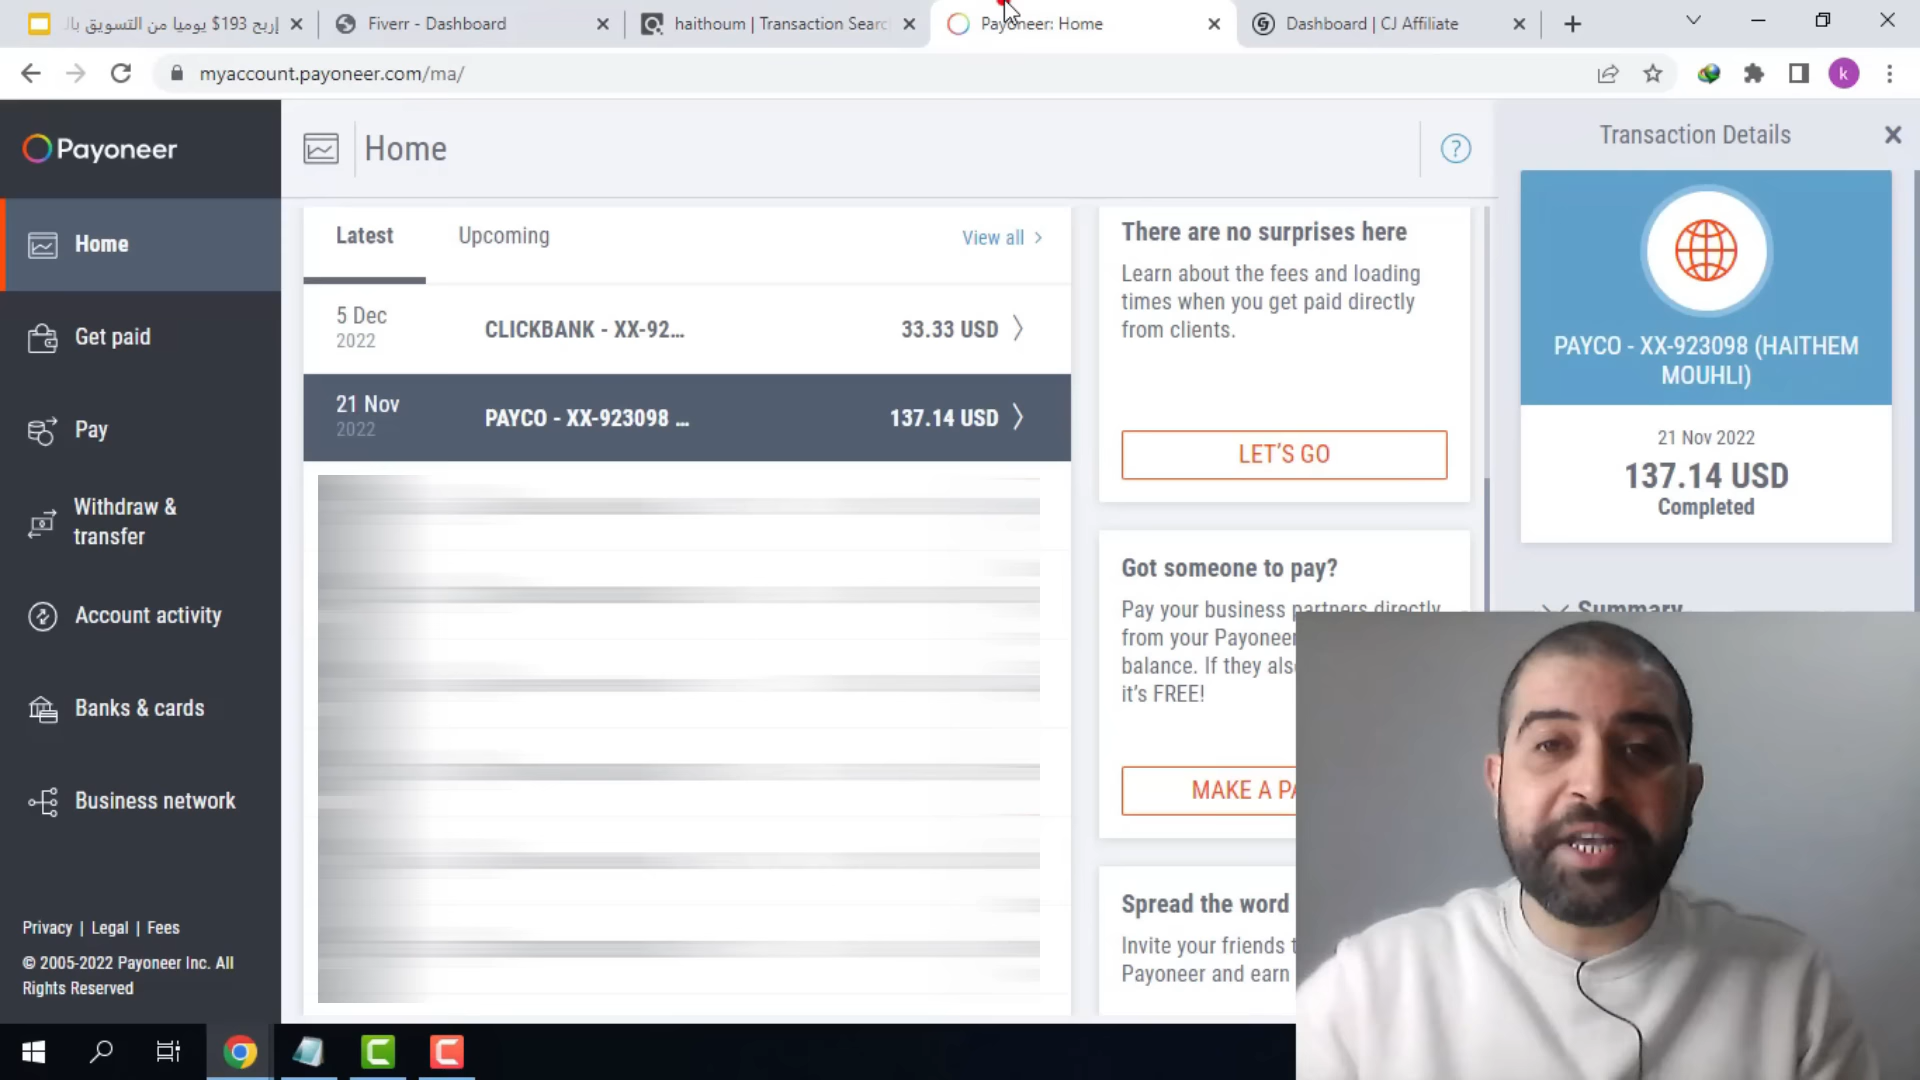 إربح 193$ يوميا من التسويق بال
Fiverr - Dashboard
haithoum | Transaction Searc
Payoneer: Home
Dashboard | CJ Affiliate
myaccount.payoneer.com/ma/
k
Payoneer
Home
Get paid
Pay
Withdraw &
transfer
Account activity
Banks & cards
Business network
Privacy | Legal | Fees
© 2005-2022 Payoneer Inc. All
Rights Reserved
Home
?
Latest
Upcoming
View all >
5 Dec
2022
CLICKBANK - XX-92...
33.33 USD
21 Nov
2022
PAYCO - XX-923098 ...
137.14 USD
There are no surprises here
Learn about the fees and loading
times when you get paid directly
from clients.
LET'S GO
Got someone to pay?
Pay your business partners directly
from your Payoneer
balance. If they als
it's FREE!
MAKE A PA
Spread the word
Invite your friends t
Payoneer and earn
Transaction Details
PAYCO - XX-923098 (HAITHEM
MOUHLI)
21 Nov 2022
137.14 USD
Completed
Summary